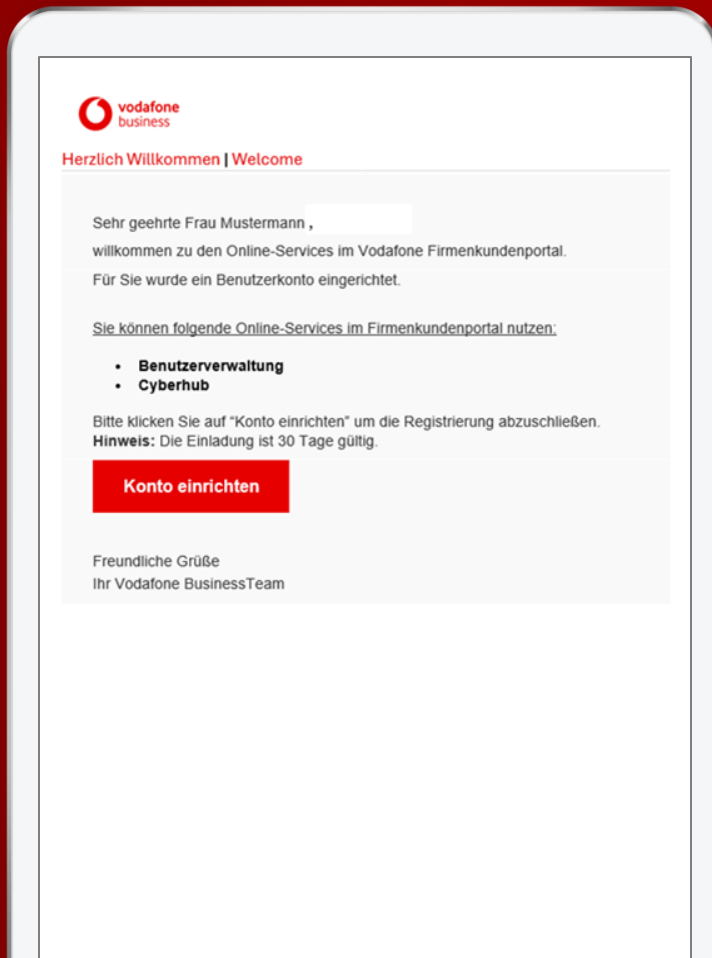 vodafone
business
Herzlich Willkommen | Welcome
Sehr geehrte Frau Mustermann ,
willkommen zu den Online-Services im Vodafone Firmenkundenportal.
Für Sie wurde ein Benutzerkonto eingerichtet.
Sie können folgende Online-Services im Firmenkundenportal nutzen:
• Benutzerverwaltung
• Cyberhub
Bitte klicken Sie auf “Konto einrichten” um die Registrierung abzuschließen.
Hinweis: Die Einladung ist 30 Tage gültig.
Konto einrichten
Freundliche Grüße
Ihr Vodafone BusinessTeam